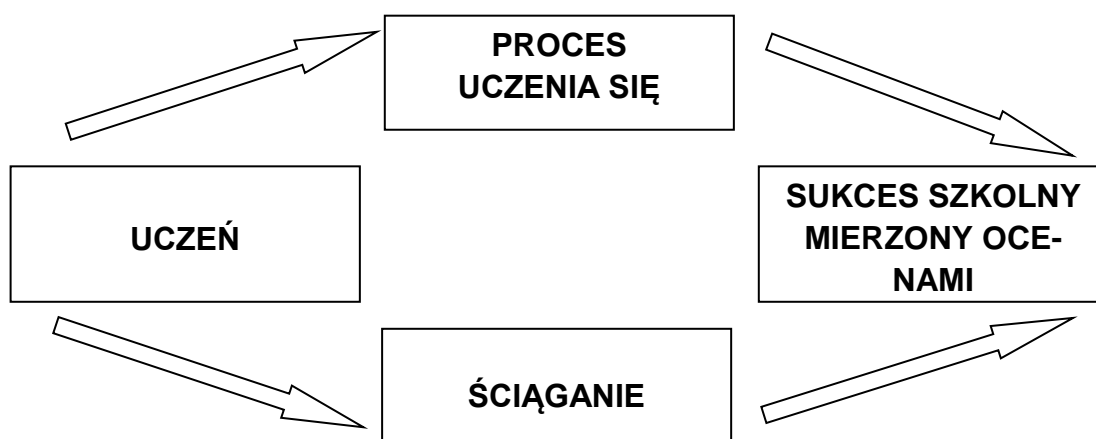 PROCES
UCZENIA SIĘ
UCZEŃ
SUKCES SZKOLNY
MIERZONY OCE-
NAMI
ŚCIĄGANIE